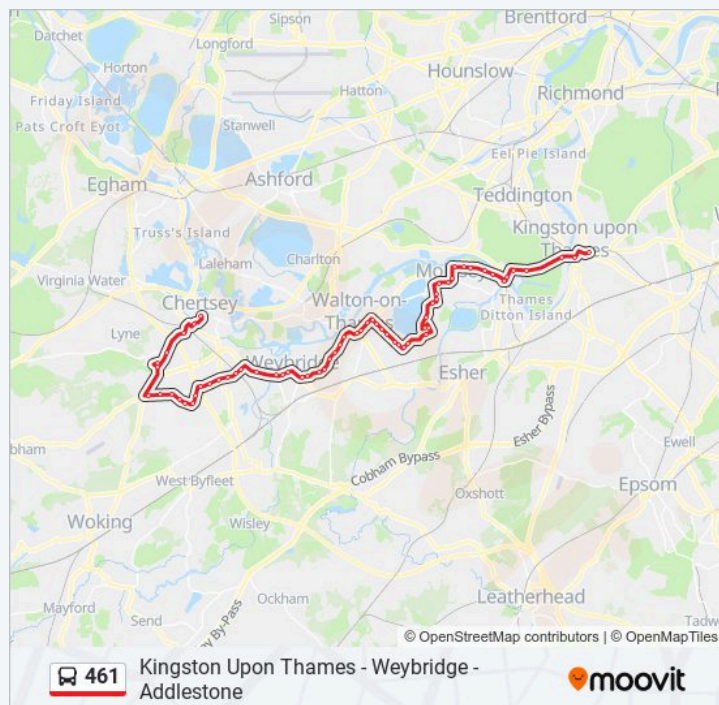 Datchet
Sipson
Longford
Brentford
Horton
Hounslow
Hatton
Richmond
Friday Island
Pats Croft Eyot
Stanwell
Eel Pie Island
Egham
Ashford
Teddington
Kingston upon
Thames
Truss's Island
Laleham
Charlton
Virginia Water
Chertsey
Walton-on-
Thames
Thames
Ditton Island
Lyne
Weybridge
Esher
Esher Bypass
Ewell
Cobham Bypass
West Byfleet
Epsom
Oxshott
Woking
Wisley
Ockham
Leatherhead
Mayford
Send
By-Pass
© OpenStreetMap contributors | © OpenMapTiles
461
Kingston Upon Thames - Weybridge -
Addlestone
moovit